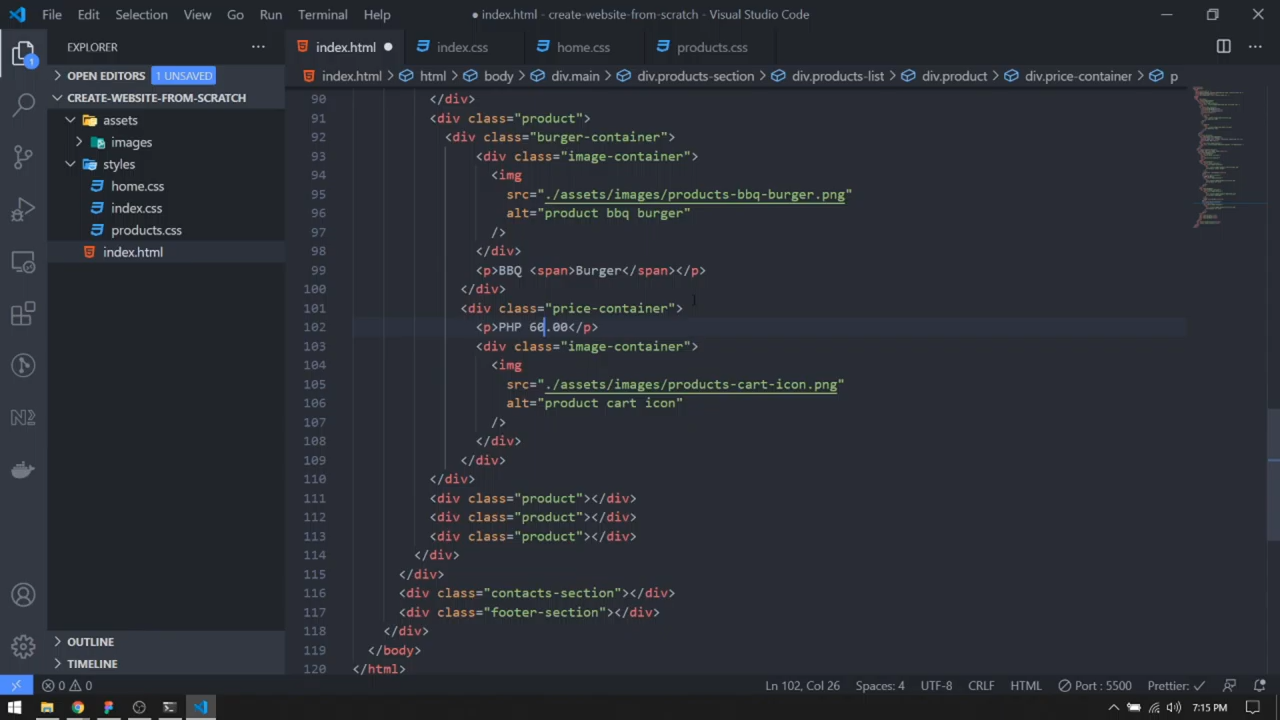 File Edit Selection View Go Run Terminal Help
● index.html - create-website-from-scratch - Visual Studio Code
EXPLORER
index.html
index.css
home.css
products.css
OPEN EDITORS 1 UNSAVED
index.html > html > body > div.main > div.products-section > div.products-list > div.product > div.price-container > p
CREATE-WEBSITE-FROM-SCRATCH
assets
images
styles
home.css
index.css
products.css
index.html
90 </div>
91 <div class="product">
92 <div class="burger-container">
93 <div class="image-container">
94 <img
95 src="./assets/images/products-bbq-burger.png"
96 alt="product bbq burger"
97 />
98 </div>
99 <p>BBQ <span>Burger</span></p>
100 </div>
101 <div class="price-container">
102 <p>PHP 60.00</p>
103 <div class="image-container">
104 <img
105 src="./assets/images/products-cart-icon.png"
106 alt="product cart icon"
107 />
108 </div>
109 </div>
110 </div>
111 <div class="product"></div>
112 <div class="product"></div>
113 <div class="product"></div>
114 </div>
115 </div>
116 <div class="contacts-section"></div>
117 <div class="footer-section"></div>
118 </div>
119 </body>
120 </html>
OUTLINE
TIMELINE
0 0
Ln 102, Col 26 Spaces: 4 UTF-8 CRLF HTML Port : 5500 Prettier: ✓
7:15 PM